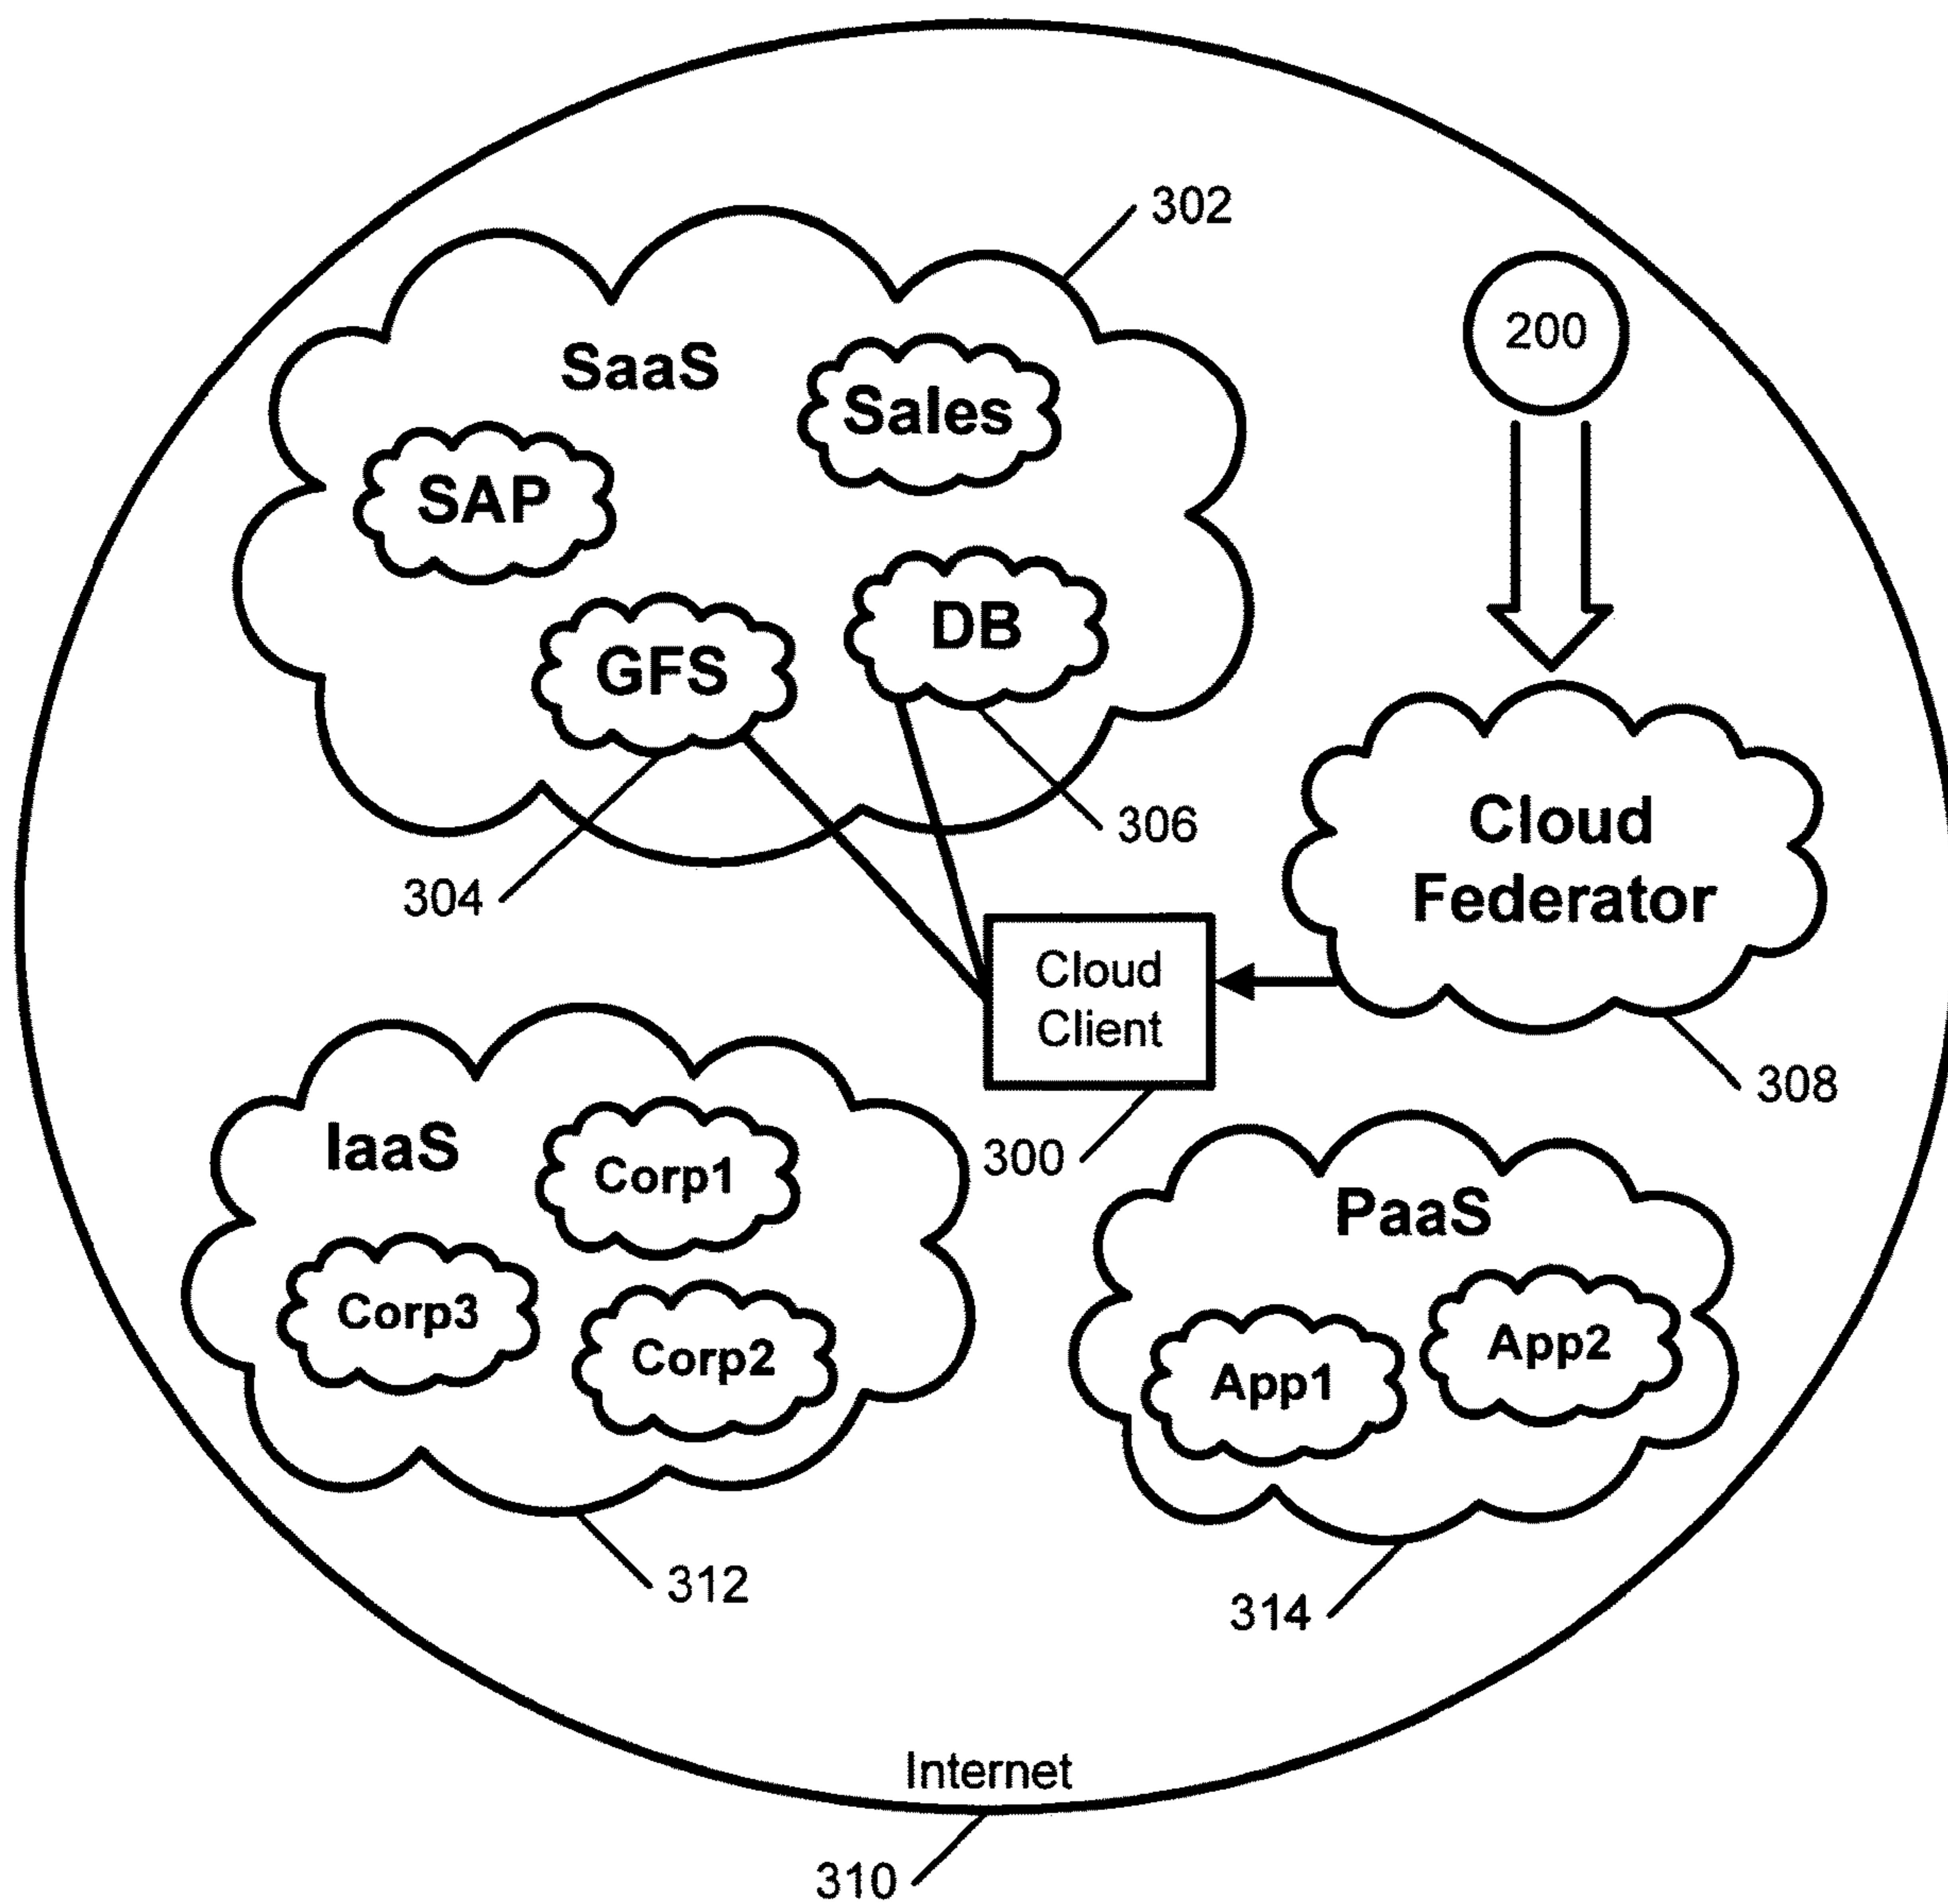 302
200
SaaS
Sales
SAP
DB
GFS
306
304
Cloud
Federator
Cloud
Client
308
300
IaaS
Corp1
Corp3
Corp2
PaaS
App2
App1
312
314
Internet
310